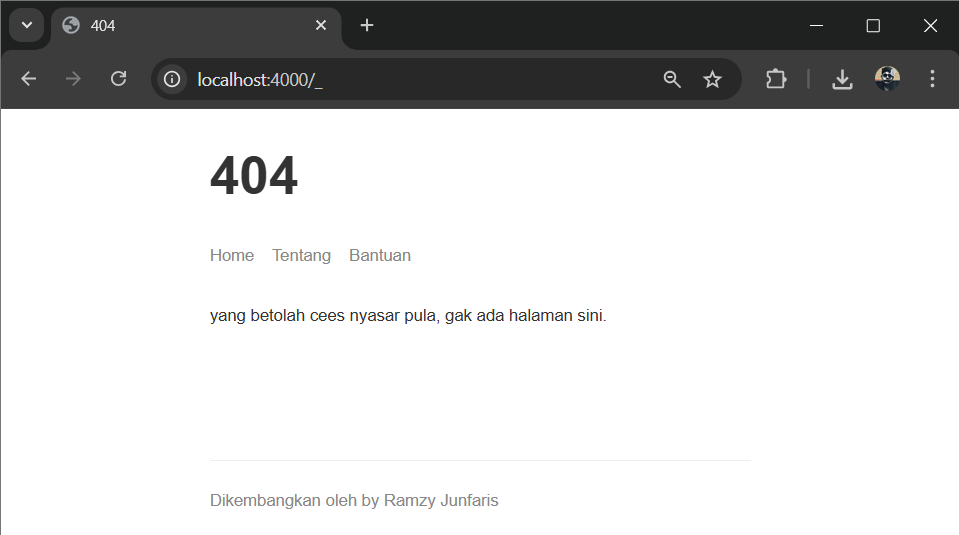 404
localhost:4000/_
404
Home Tentang Bantuan
yang betolah cees nyasar pula, gak ada halaman sini.
Dikembangkan oleh by Ramzy Junfaris